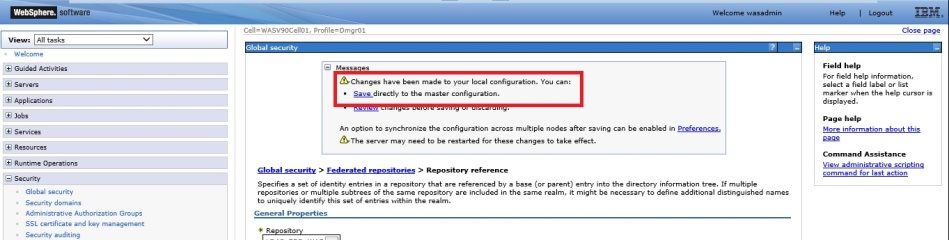 WebSphere. software
Welcome wasadmin
Help | Logout
IBM.
View: All tasks
Cell=WASV90Cell01, Profile=Dmgr01
Close page
Welcome
Guided Activities
Servers
Applications
Jobs
Services
Resources
Runtime Operations
Security
Global security
Security domains
Administrative Authorization Groups
SSL certificate and key management
Security auditing
Global security
Messages
Changes have been made to your local configuration. You can:
Save directly to the master configuration.
Review changes before saving or discarding.
An option to synchronize the configuration across multiple nodes after saving can be enabled in Preferences.
The server may need to be restarted for these changes to take effect.
Global security > Federated repositories > Repository reference
Specifies a set of identity entries in a repository that are referenced by a base (or parent) entry into the directory information tree. If multiple
repositories or multiple subtrees of the same repository are included in the same realm, it might be necessary to define additional distinguished names
to uniquely identify this set of entries within the realm.
General Properties
* Repository
Help
Field help
For field help information,
select a field label or list
marker when the help cursor is
displayed.
Page help
More information about this
page
Command Assistance
View administrative scripting
command for last action